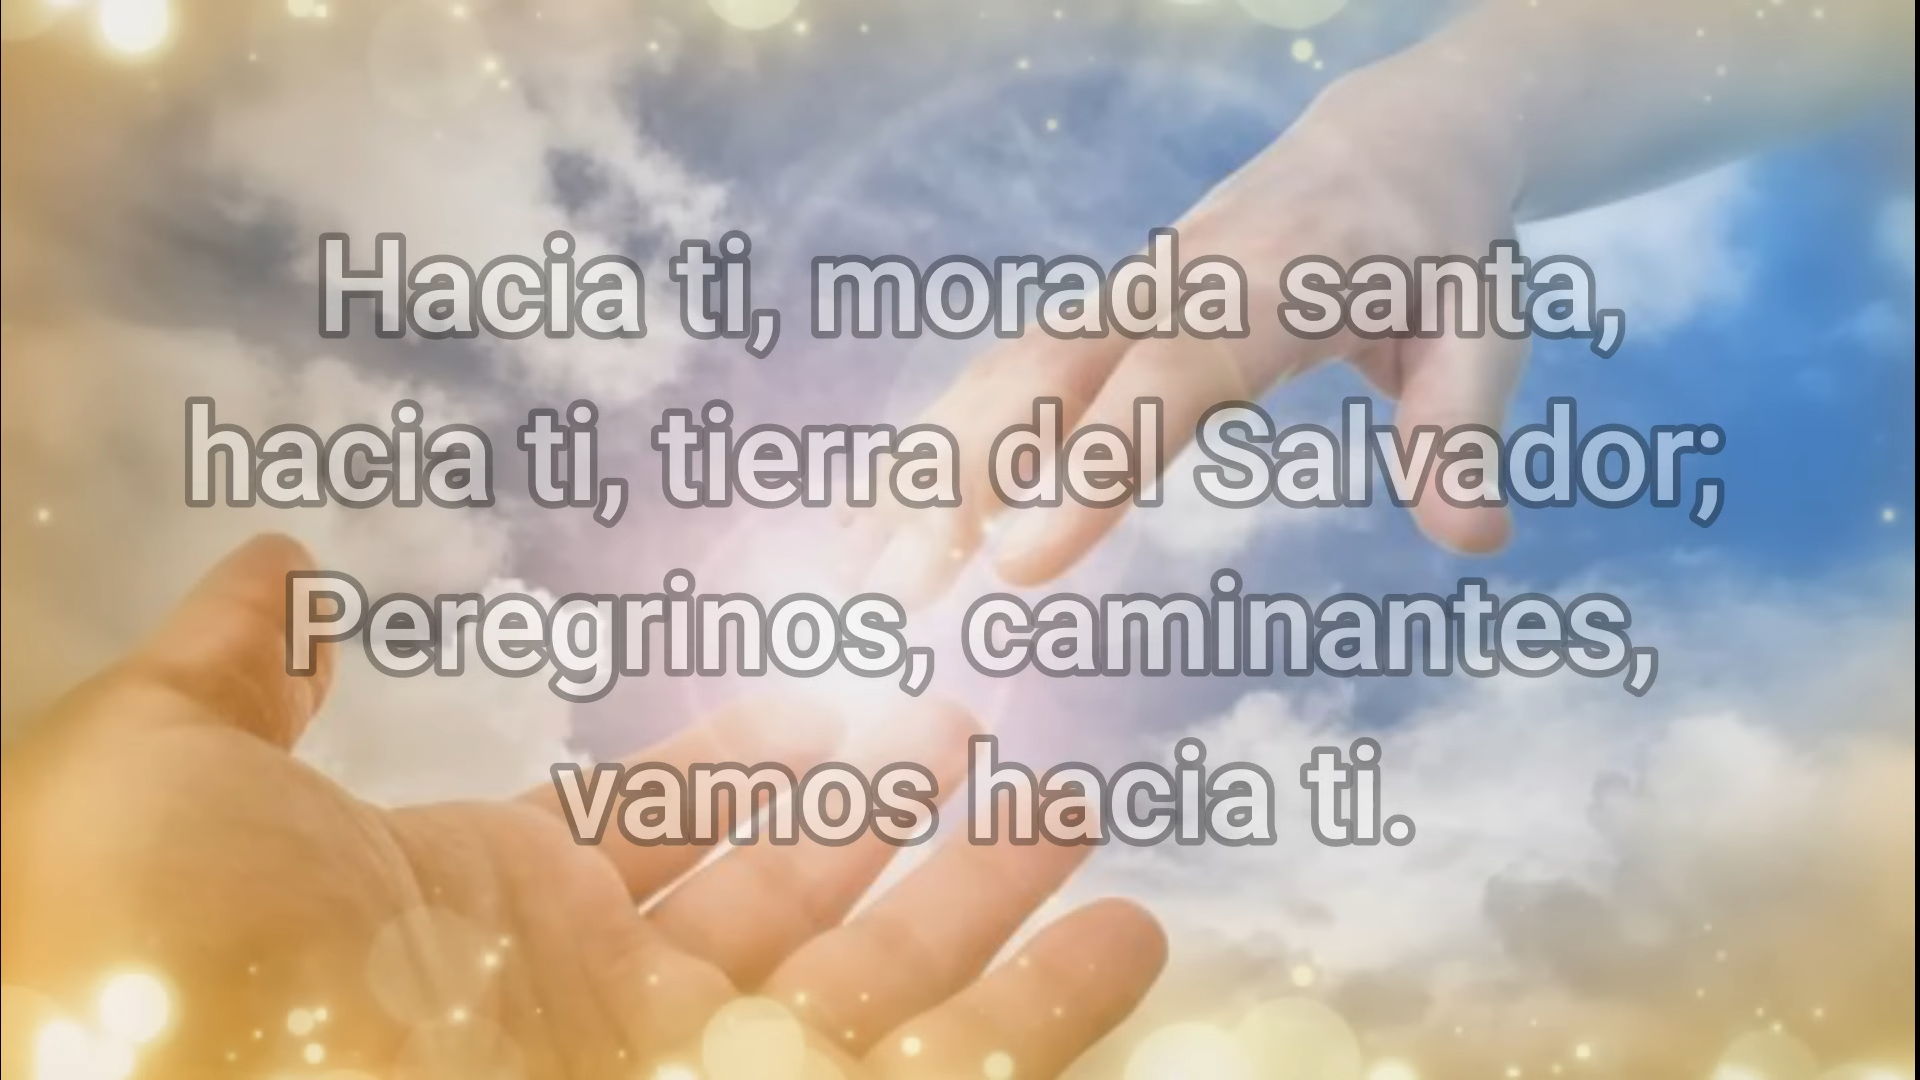 Hacia ti, morada santa,
hacia ti, tierra del Salvador;
Peregrinos, caminantes,
vamos hacia ti.